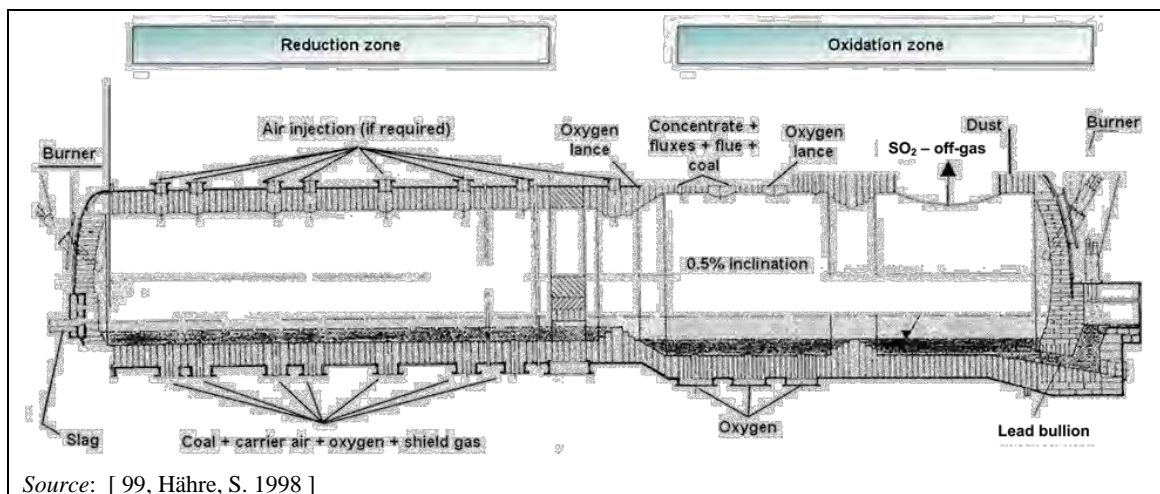 Reduction zone
Oxidation zone
Air injection (if required)
Oxygen
lance
Concentrate +
fluxes + flue +
coal
Oxygen
lance
Dust
Burner
Burner
SO₂ – off-gas
0.5% Inclination
Slag
Coal + carrier air + oxygen + shield gas
Oxygen
Lead bullion
Source: [ 99, Hähre, S. 1998 ]